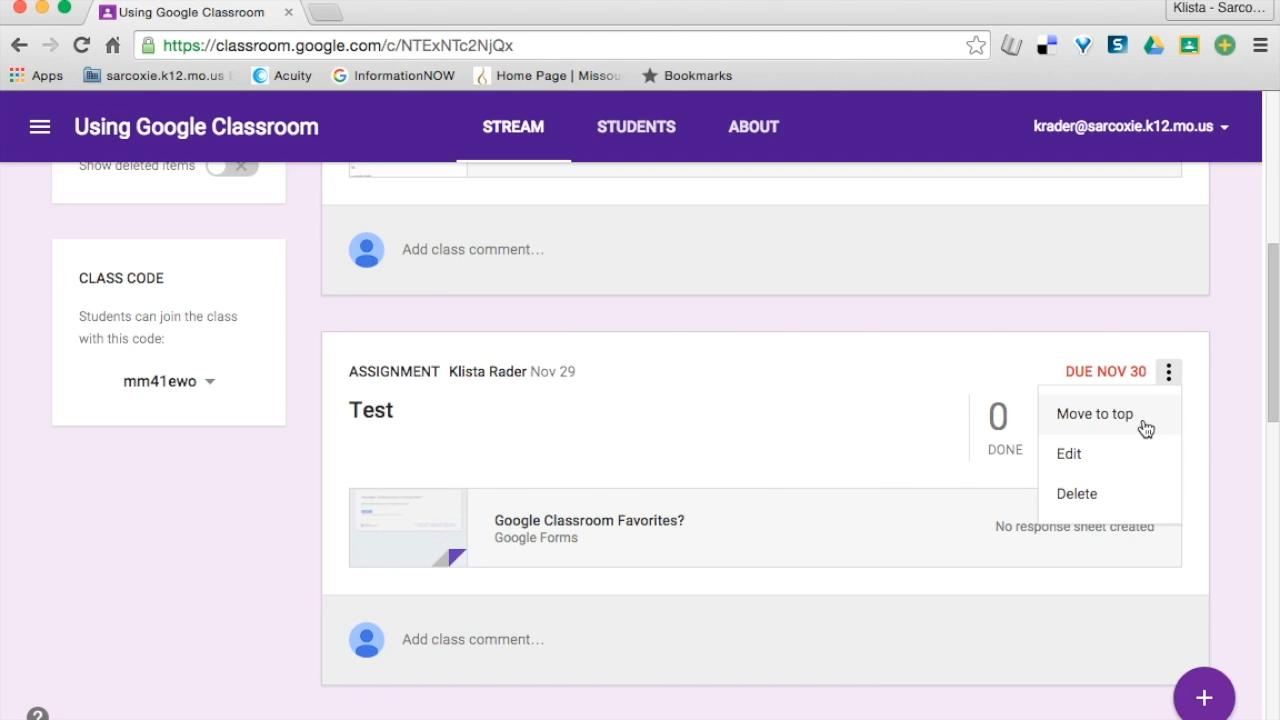 Using Google Classroom
Klista - Sarco...
https://classroom.google.com/c/NTExNTc2NjQx
Apps
sarcoxie.k12.mo.us
Acuity
InformationNOW
Home Page | Missou
Bookmarks
Using Google Classroom
STREAM
STUDENTS
ABOUT
krader@sarcoxie.k12.mo.us
Show deleted items
Add class comment...
CLASS CODE
Students can join the class
with this code:
mm41ewo
ASSIGNMENT Klista Rader Nov 29
DUE NOV 30
Test
0
DONE
Move to top
Edit
Delete
Google Classroom Favorites?
Google Forms
No response sheet created
Add class comment...